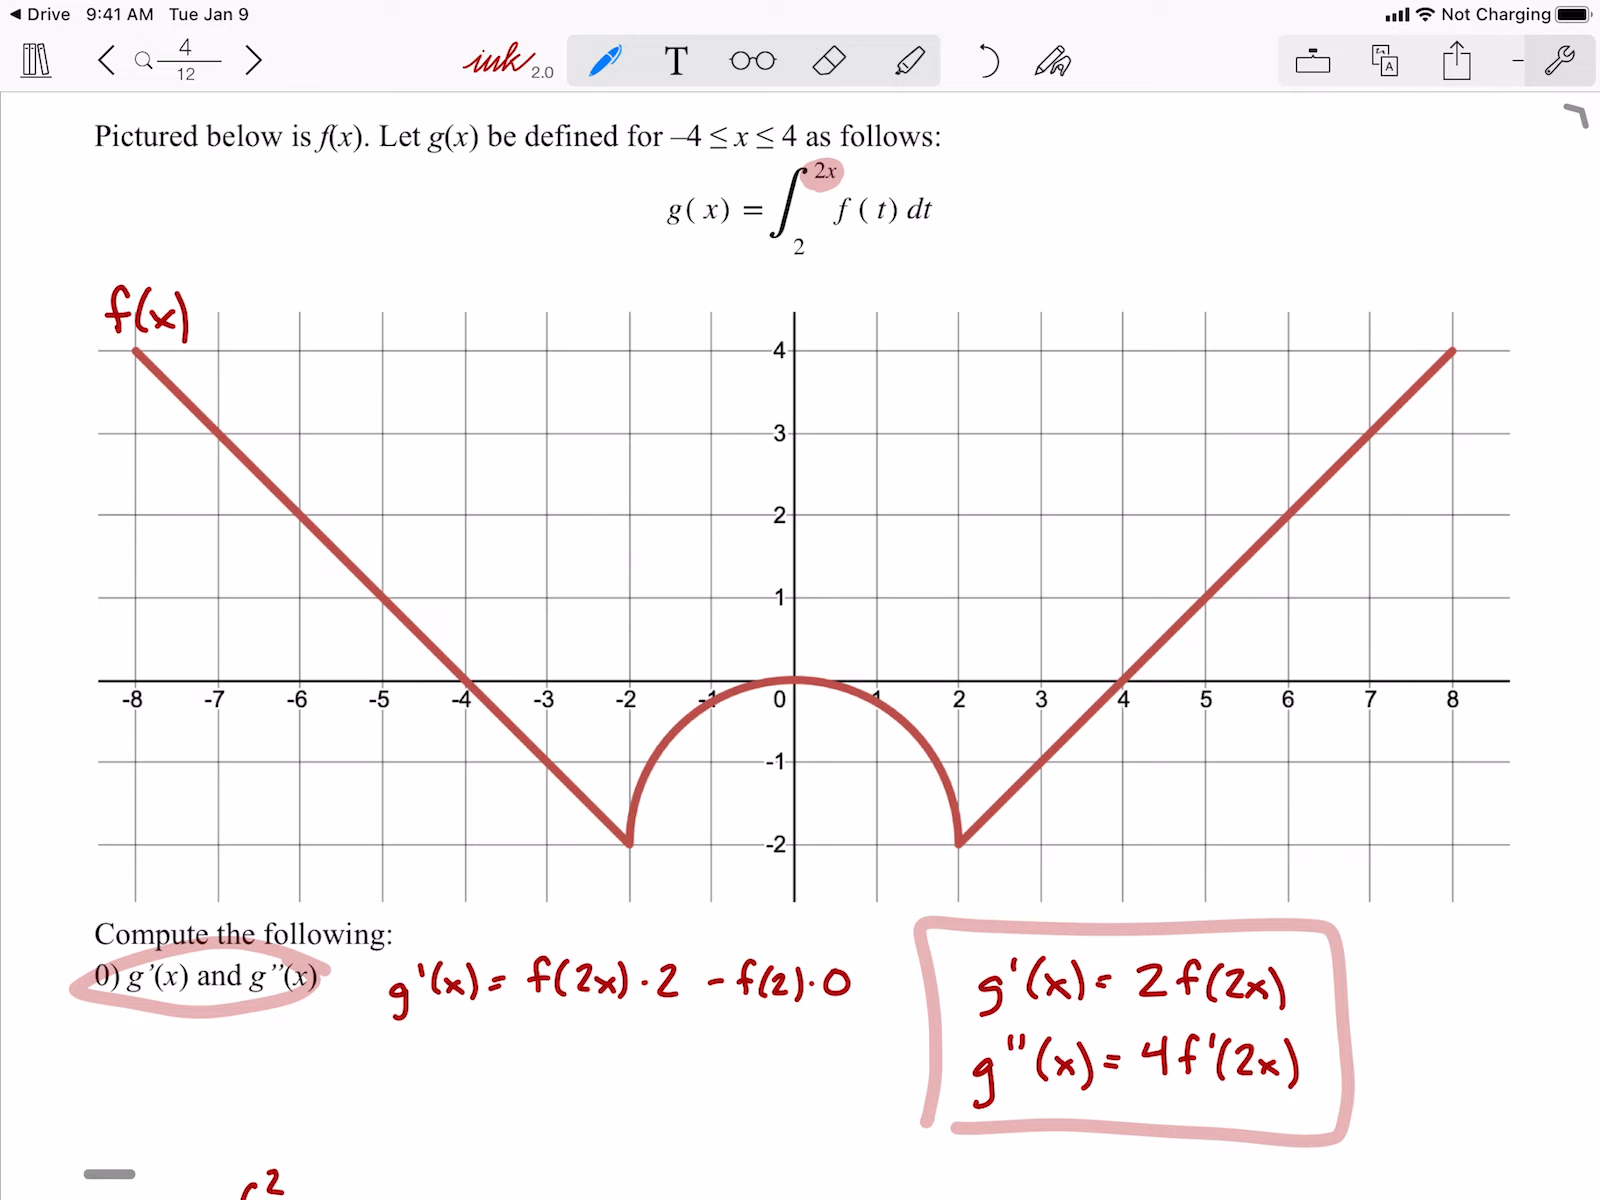 ◀ Drive 9:41 AM Tue Jan 9 Not Charging
4
12
ink 2.0 T
Pictured below is f(x). Let g(x) be defined for –4 ≤ x ≤ 4 as follows:
g( x ) = ∫_2^{2x} f ( t ) dt
f(x)
4
3
2
1
-8 -7 -6 -5 -4 -3 -2 -1 0 1 2 3 4 5 6 7 8
-1
-2
Compute the following:
0) g’(x) and g’’(x)
g'(x) = f(2x)·2 - f(2)·0
g'(x) = 2f(2x)
g"(x) = 4f'(2x)
2